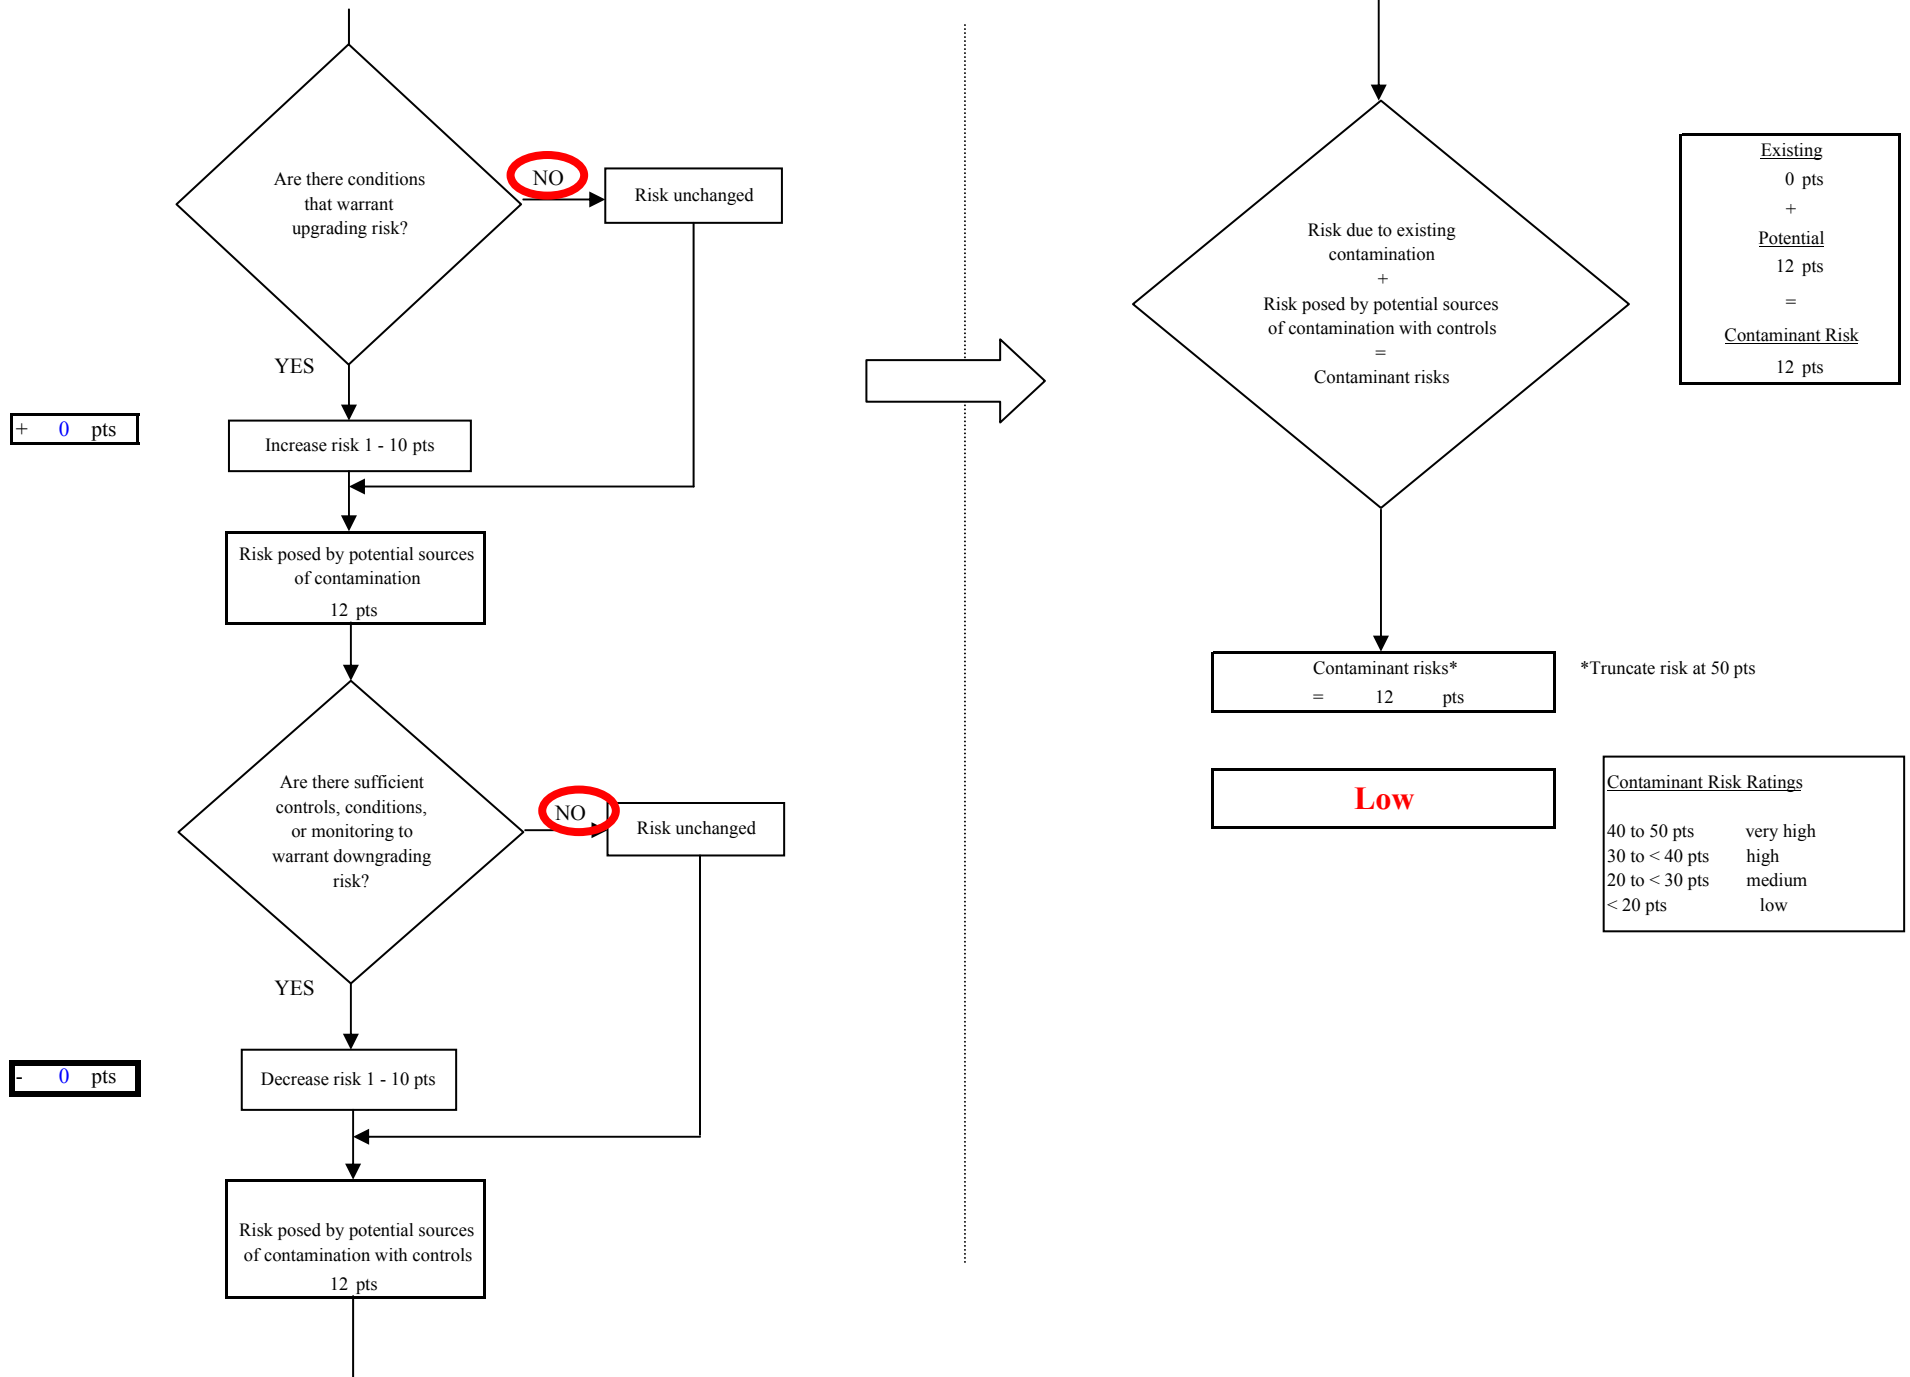 Are there conditions
that warrant
upgrading risk?
NO
Risk unchanged
YES
+ 0 pts
Increase risk 1 - 10 pts
Risk posed by potential sources
of contamination
12 pts
Are there sufficient
controls, conditions,
or monitoring to
warrant downgrading
risk?
NO
Risk unchanged
YES
- 0 pts
Decrease risk 1 - 10 pts
Risk posed by potential sources
of contamination with controls
12 pts
Risk due to existing
contamination
+
Risk posed by potential sources
of contamination with controls
=
Contaminant risks
Existing
0 pts
+
Potential
12 pts
=
Contaminant Risk
12 pts
Contaminant risks*
= 12 pts
*Truncate risk at 50 pts
Low
Contaminant Risk Ratings
40 to 50 pts very high
30 to < 40 pts high
20 to < 30 pts medium
< 20 pts low